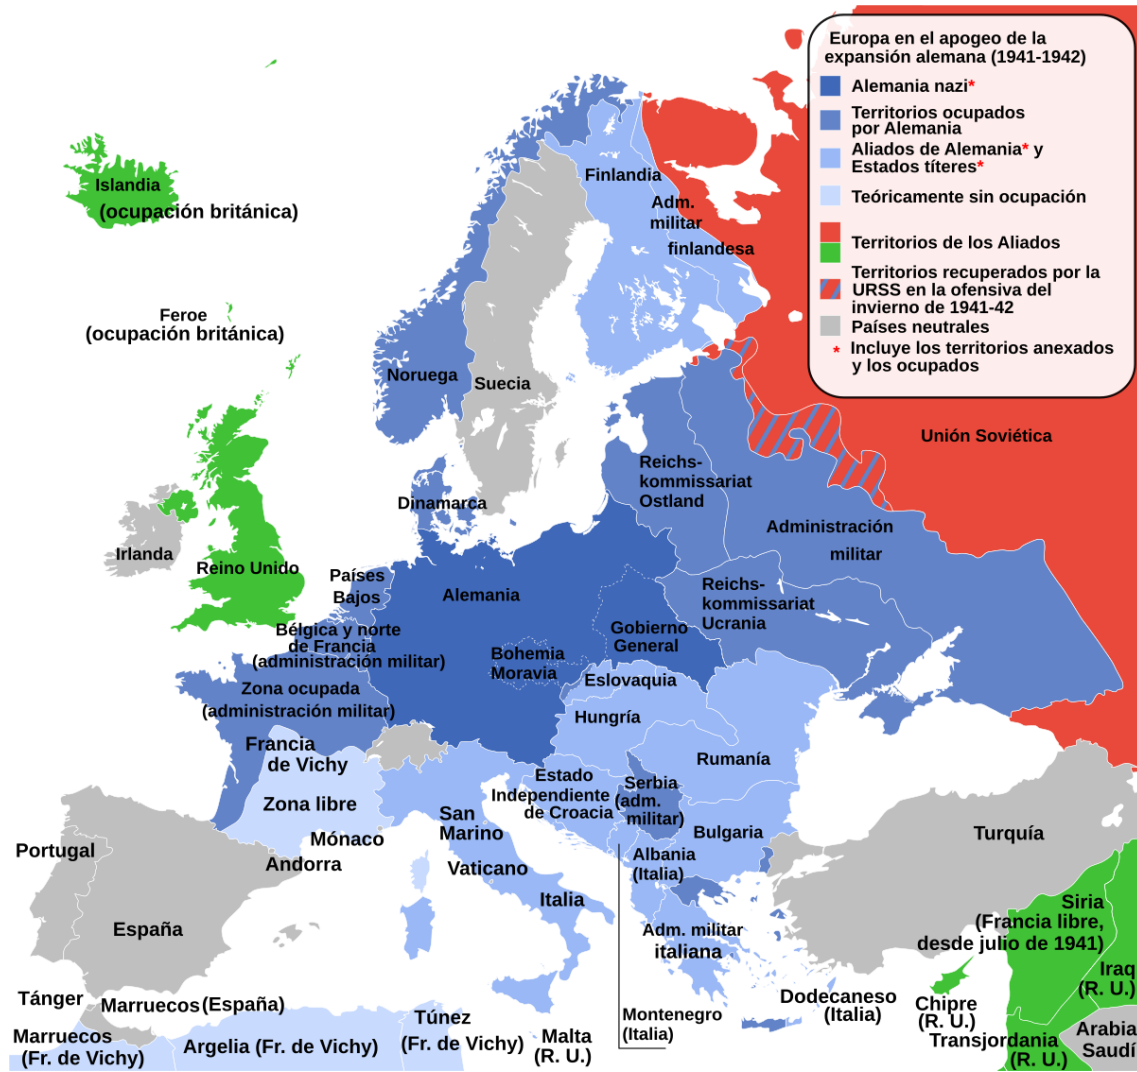 Europa en el apogeo de la
expansión alemana (1941-1942)
Alemania nazi*
Territorios ocupados
por Alemania
Aliados de Alemania* y
Estados títeres*
Teóricamente sin ocupación
Territorios de los Aliados
Territorios recuperados por la
URSS en la ofensiva del
invierno de 1941-42
Países neutrales
* Incluye los territorios anexados
y los ocupados
Islandia
(ocupación británica)
Feroe
(ocupación británica)
Finlandia
Adm.
militar
finlandesa
Noruega
Suecia
Unión Soviética
Reichs-
kommissariat
Ostland
Dinamarca
Administración
militar
Irlanda
Reino Unido
Países
Bajos
Alemania
Reichs-
kommissariat
Ucrania
Bélgica y norte
de Francia
(administración militar)
Gobierno
General
Bohemia
Moravia
Eslovaquia
Zona ocupada
(administración militar)
Hungría
Francia
de Vichy
Rumanía
Zona libre
Estado
Independiente
de Croacia
Serbia
(adm.
militar)
San
Marino
Mónaco
Bulgaria
Turquía
Portugal
Andorra
Vaticano
Albania
(Italia)
España
Italia
Siria
(Francia libre,
desde julio de 1941)
Adm. militar
italiana
Iraq
(R. U.)
Tánger
Marruecos (España)
Dodecaneso
(Italia)
Chipre
(R. U.)
Montenegro
(Italia)
Marruecos
(Fr. de Vichy)
Argelia (Fr. de Vichy)
Túnez
(Fr. de Vichy)
Malta
(R. U.)
Transjordania
(R. U.)
Arabia
Saudí